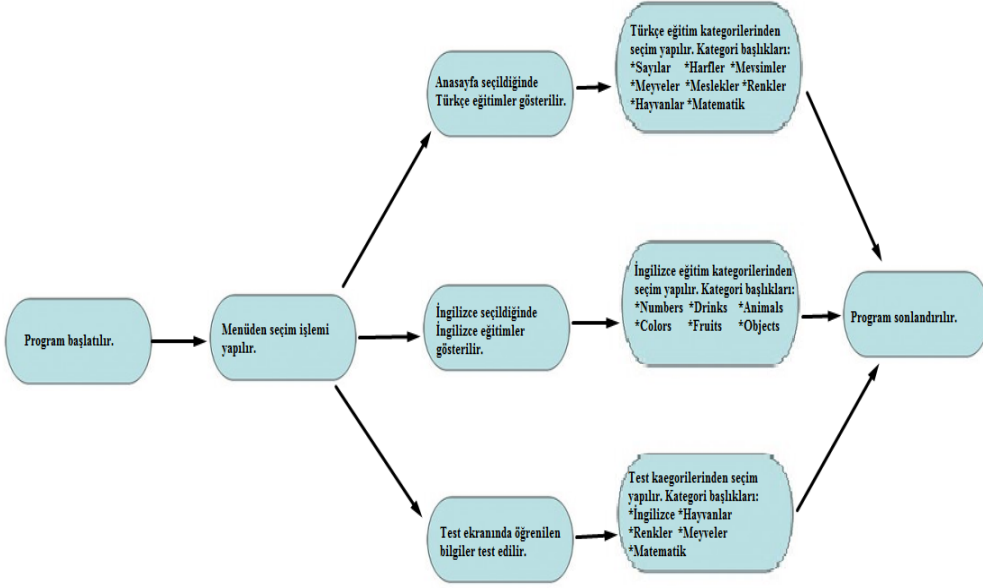 Program başlatılır.
Menüden seçim işlemi
yapılır.
Anasayfa seçildiğinde
Türkçe eğitimler gösterilir.
Türkçe eğitim kategorilerinden
seçim yapılır. Kategori başlıkları:
*Sayılar *Harfler *Mevsimler
*Meyveler *Meslekler *Renkler
*Hayvanlar *Matematik
İngilizce seçildiğinde
İngilizce eğitimler
gösterilir.
İngilizce eğitim kategorilerinden
seçim yapılır. Kategori başlıkları:
*Numbers *Drinks *Animals
*Colors *Fruits *Objects
Test ekranında öğrenilen
bilgiler test edilir.
Test kaegorilerinden seçim
yapılır. Kategori başlıkları:
*İngilizce *Hayvanlar
*Renkler *Meyveler
*Matematik
Program sonlandırılır.